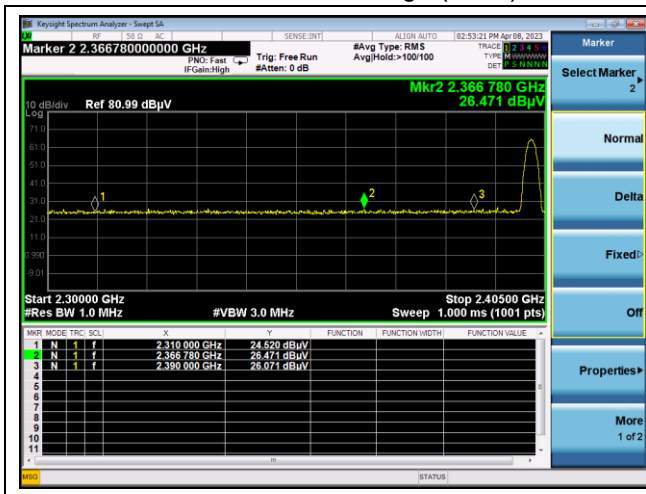 Keysight Spectrum Analyzer - Swept SA
RF 50 Ω AC SENSE:INT ALIGN AUTO 02:53:21 PM Apr 08, 2023
Marker 2 2.366780000000 GHz
PNO: Fast
IFGain:High
Trig: Free Run
#Atten: 0 dB
#Avg Type: RMS
Avg|Hold:>100/100
TRACE 1 2 3 4 5 6
TYPE M WWWWW
DET P S N N N N
Mkr2 2.366 780 GHz
26.471 dBµV
10 dB/div Ref 80.99 dBµV
Log
71.0
61.0
51.0
41.0
31.0
21.0
11.0
0.990
-9.01
1
2
3
Start 2.30000 GHz Stop 2.40500 GHz
#Res BW 1.0 MHz #VBW 3.0 MHz Sweep 1.000 ms (1001 pts)
MKR MODE TRC SCL X Y FUNCTION FUNCTION WIDTH FUNCTION VALUE
1 N 1 f 2.310 000 GHz 24.520 dBµV
2 N 1 f 2.366 780 GHz 26.471 dBµV
3 N 1 f 2.390 000 GHz 26.071 dBµV
4
5
6
7
8
9
10
11
MSG STATUS
Marker
Select Marker
2
Normal
Delta
Fixed
Off
Properties
More
1 of 2